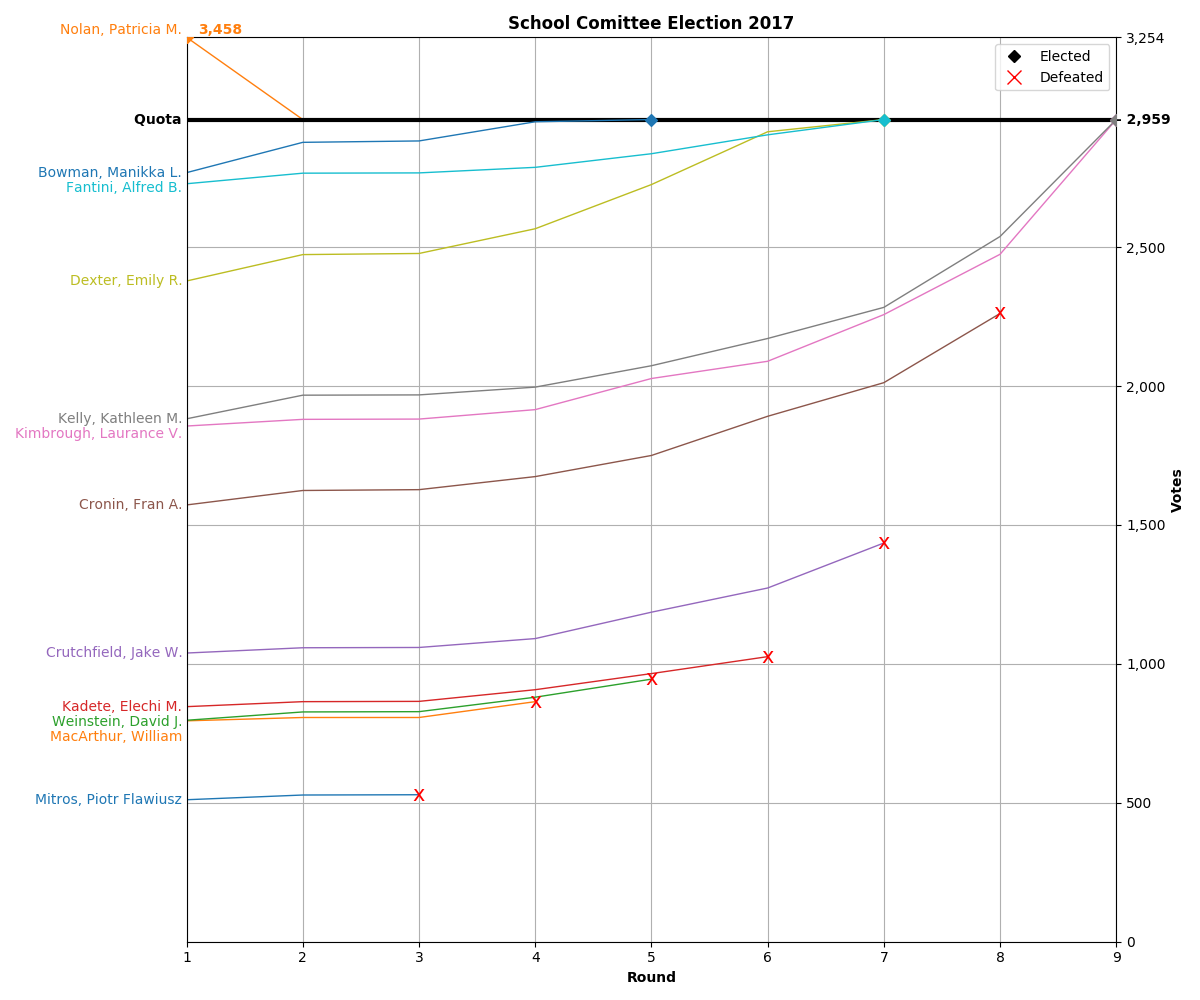 School Comittee Election 2017
Nolan, Patricia M. 3,458
3,254
Elected
Defeated
Quota
2,959
Bowman, Manikka L.
Fantini, Alfred B.
2,500
Dexter, Emily R.
2,000
Kelly, Kathleen M.
Kimbrough, Laurance V.
Cronin, Fran A.
Votes
1,500
Crutchfield, Jake W.
1,000
Kadete, Elechi M.
Weinstein, David J.
MacArthur, William
Mitros, Piotr Flawiusz
500
0
1 2 3 4 5 6 7 8 9
Round